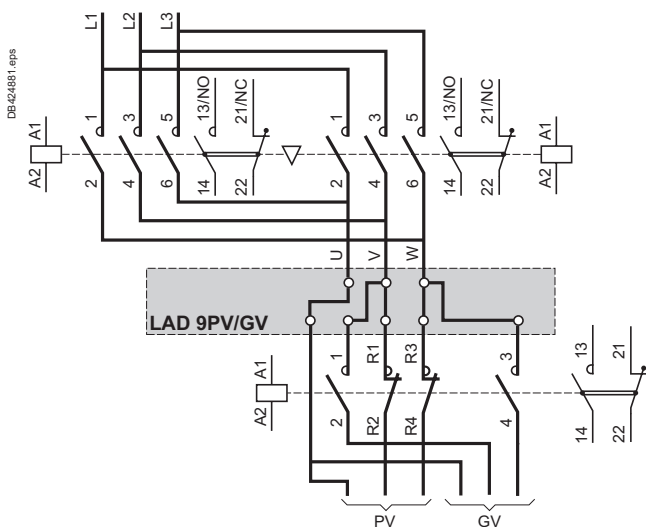 DB424881.eps
L1 L2 L3
A1 1 3 5 13/NO 21/NC 1 3 5 13/NO 21/NC A1
A2 2 4 6 14 22 2 4 6 14 22 A2
U V W
LAD 9PV/GV
A1 1 R1 R3 3 13 21
A2 2 R2 R4 4 14 22
PV GV